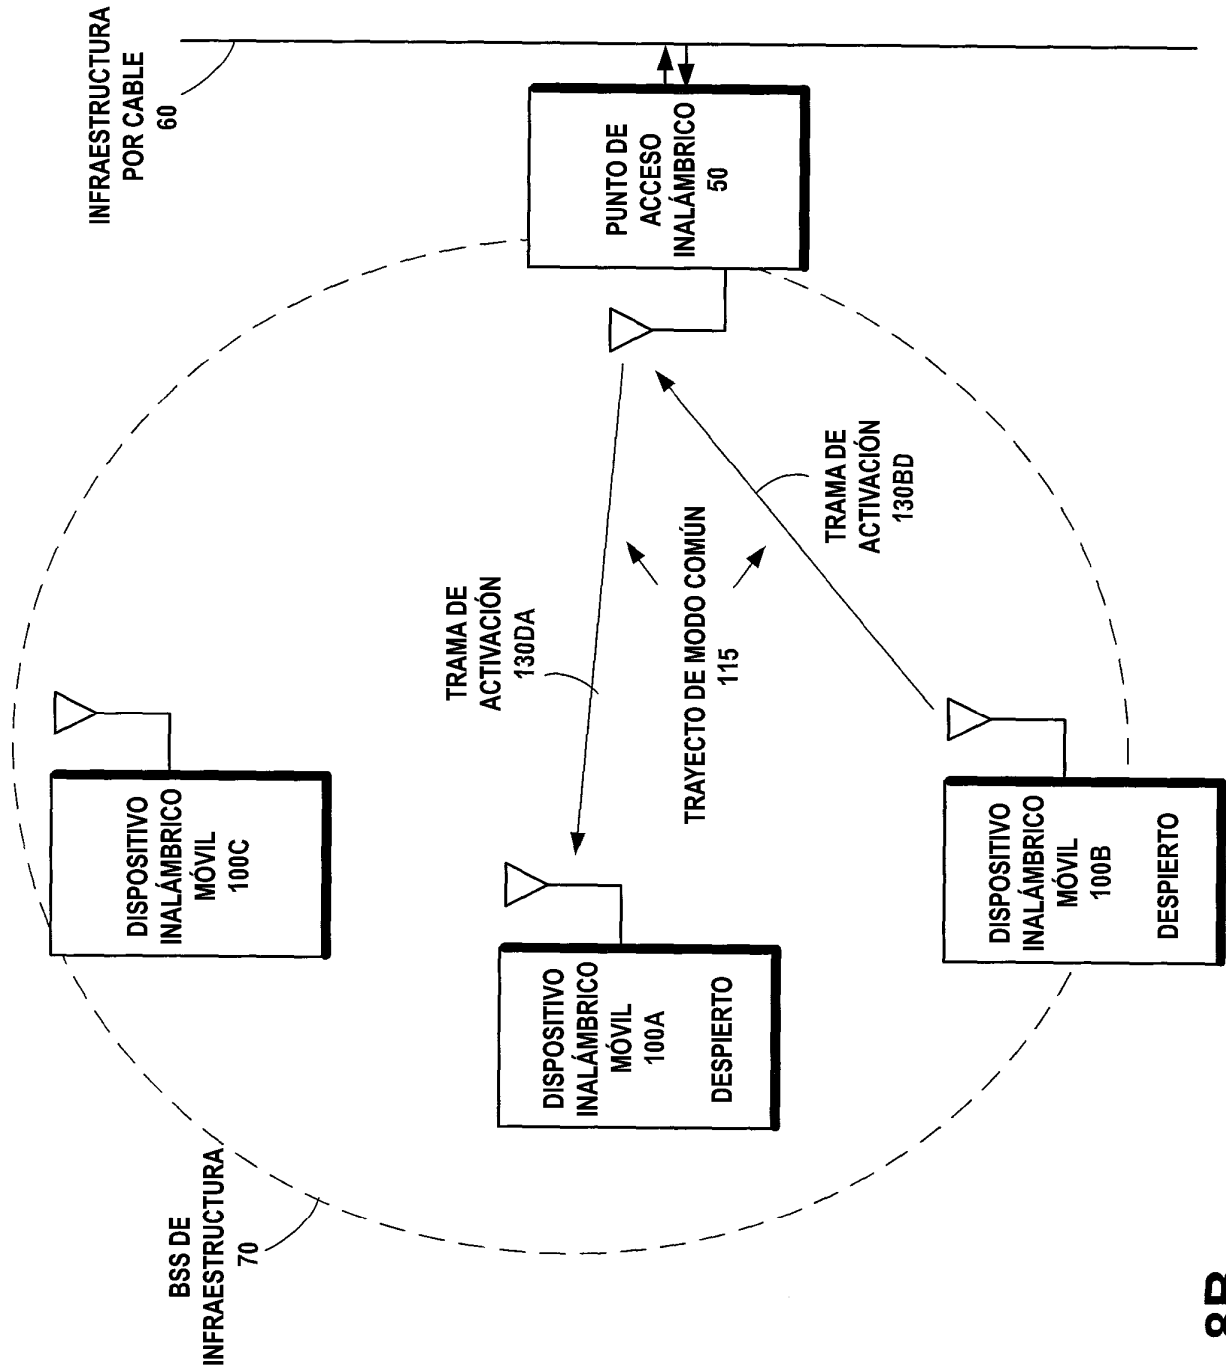 INFRAESTRUCTURA
POR CABLE
60
BSS DE
INFRAESTRUCTURA
70
DISPOSITIVO
INALÁMBRICO
MÓVIL
100C
TRAMA DE
ACTIVACIÓN
130DA
PUNTO DE
ACCESO
INALÁMBRICO
50
DISPOSITIVO
INALÁMBRICO
MÓVIL
100A
DESPIERTO
TRAYECTO DE MODO COMÚN
115
TRAMA DE
ACTIVACIÓN
130BD
DISPOSITIVO
INALÁMBRICO
MÓVIL
100B
DESPIERTO